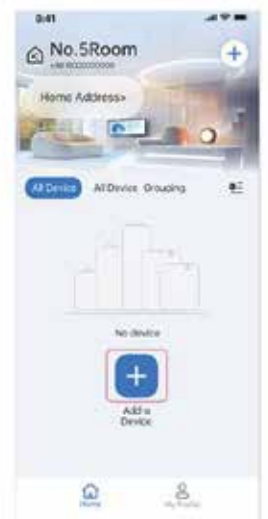 9:41
No.5Room
Home Address>
All Device All Device Grouping
No device
Add a
Device
Home My Profile